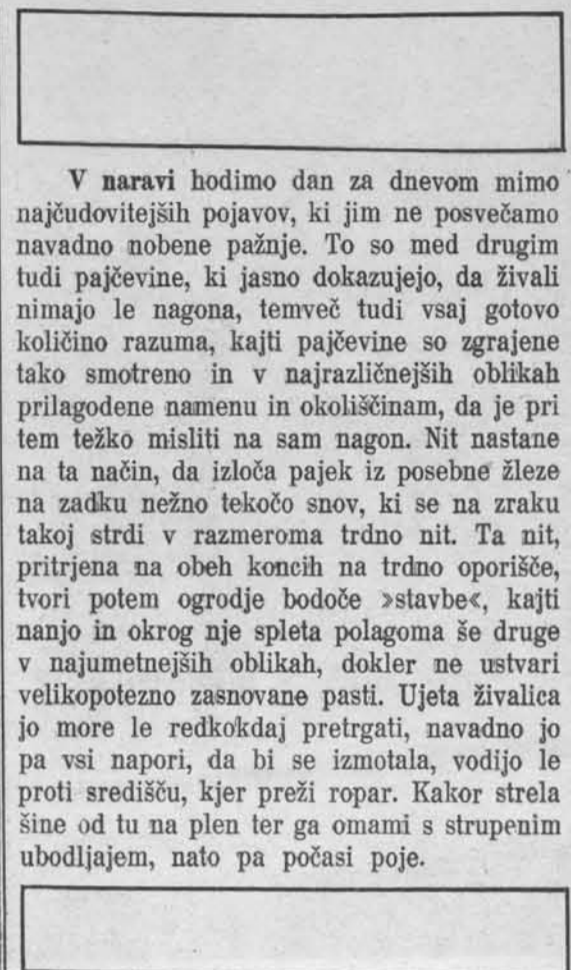 V naravi hodimo dan za dnevom mimo
najčudovitejših pojavov, ki jim ne posvečamo
navadno nobene pažnje. To so med drugim
tudi pajčevine, ki jasno dokazujejo, da živali
nimajo le nagona, temveč tudi vsaj gotovo
količino razuma, kajti pajčevine so zgrajene
tako smotreno in v najrazličnejših oblikah
prilagodene namenu in okoliščinam, da je pri
tem težko misliti na sam nagon. Nit nastane
na ta način, da izloča pajek iz posebne žleze
na zadku nežno tekočo snov, ki se na zraku
takoj strdi v razmeroma trdno nit. Ta nit,
pritrjena na obeh koncih na trdno oporišče,
tvori potem ogrodje bodoče »stavbe«, kajti
nanjo in okrog nje spleta polagoma še druge
v najumetnejših oblikah, dokler ne ustvari
velikopotezno zasnovane pasti. Ujeta živalica
jo more le redkokdaj pretrgati, navadno jo
pa vsi napori, da bi se izmotala, vodijo le
proti središču, kjer preži ropar. Kakor strela
šine od tu na plen ter ga omami s strupenim
ubodljajem, nato pa počasi poje.